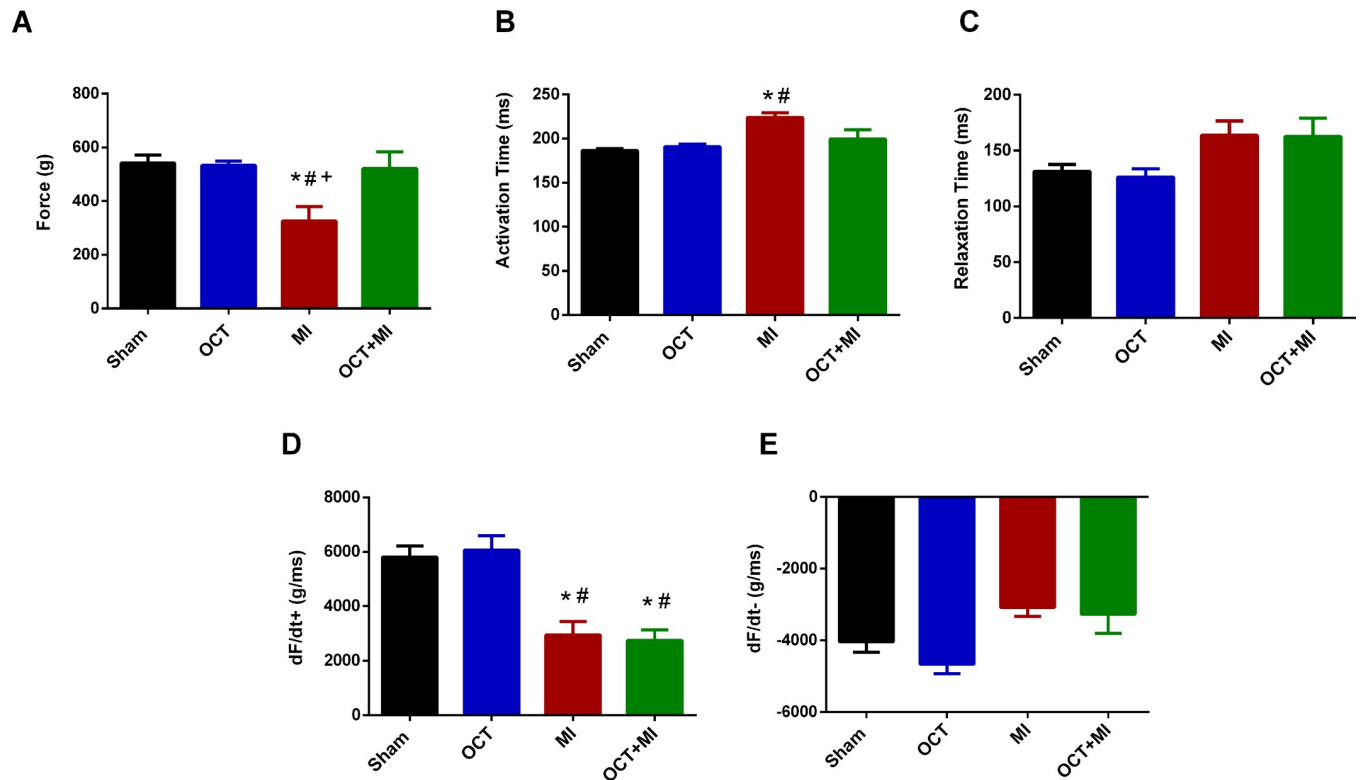 A
B
C
Force (g)
800
600
400
200
0
*#+
Sham
OCT
MI
OCT+MI
Activation Time (ms)
250
200
150
200
50
0
*#
Sham
OCT
MI
OCT+MI
Relaxation Time (ms)
200
150
100
50
0
Sham
OCT
MI
OCT+MI
D
E
dF/dt+ (g/ms)
8000
6000
4000
2000
0
*#
*#
Sham
OCT
MI
OCT+MI
dF/dt- (g/ms)
0
-2000
-4000
-6000
Sham
OCT
MI
OCT+MI